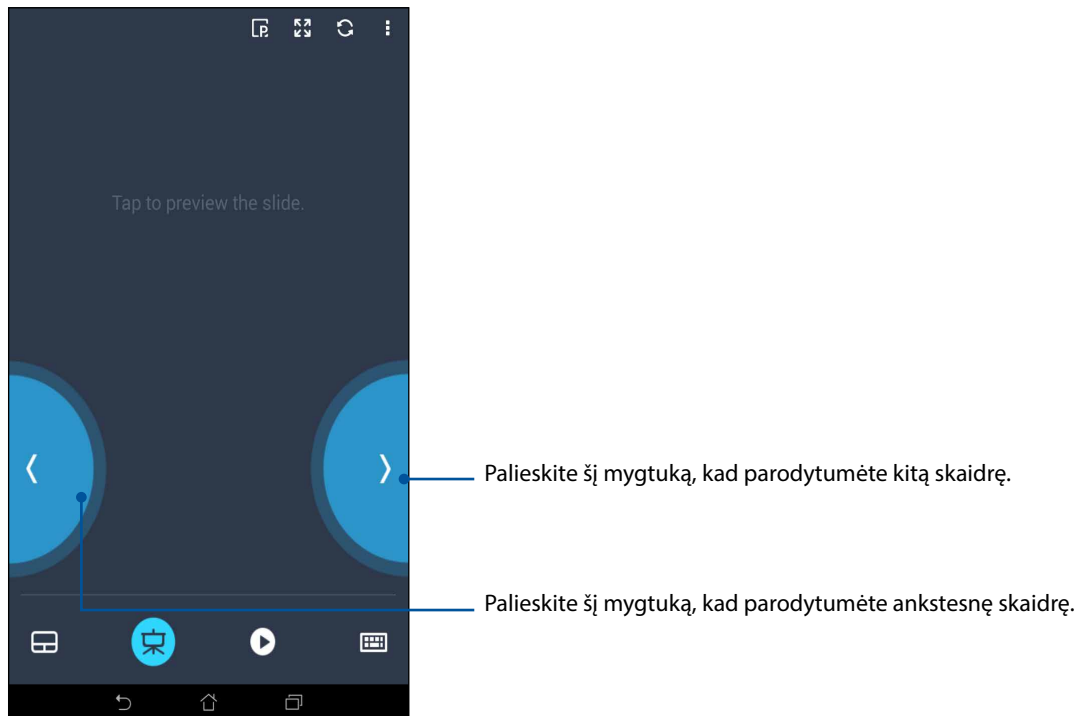 Tap to preview the slide.
Palieskite šį mygtuką, kad parodytumėte kitą skaidrę.
Palieskite šį mygtuką, kad parodytumėte ankstesnę skaidrę.